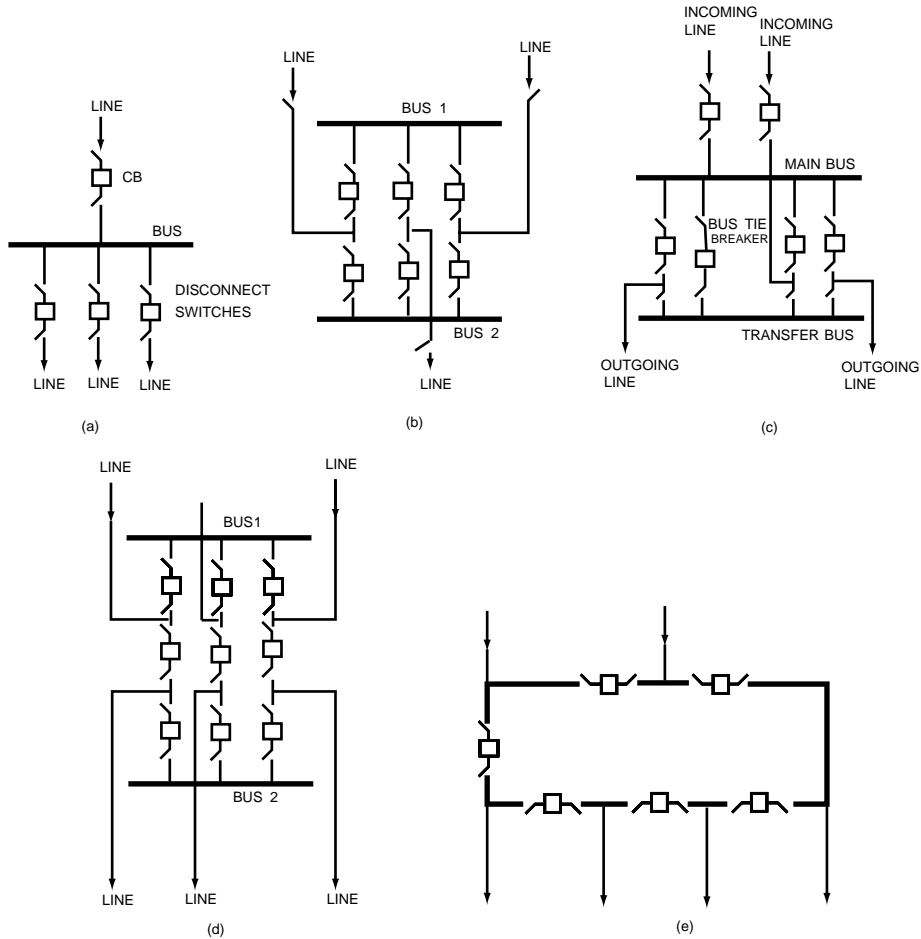 LINE
CB
BUS
DISCONNECT
SWITCHES
LINE LINE LINE
(a)
LINE LINE
BUS 1
BUS 2
LINE
(b)
INCOMING
LINE
INCOMING
LINE
MAIN BUS
BUS TIE
BREAKER
TRANSFER BUS
OUTGOING
LINE
OUTGOING
LINE
(c)
LINE LINE
BUS1
BUS 2
LINE LINE LINE
(d)
(e)